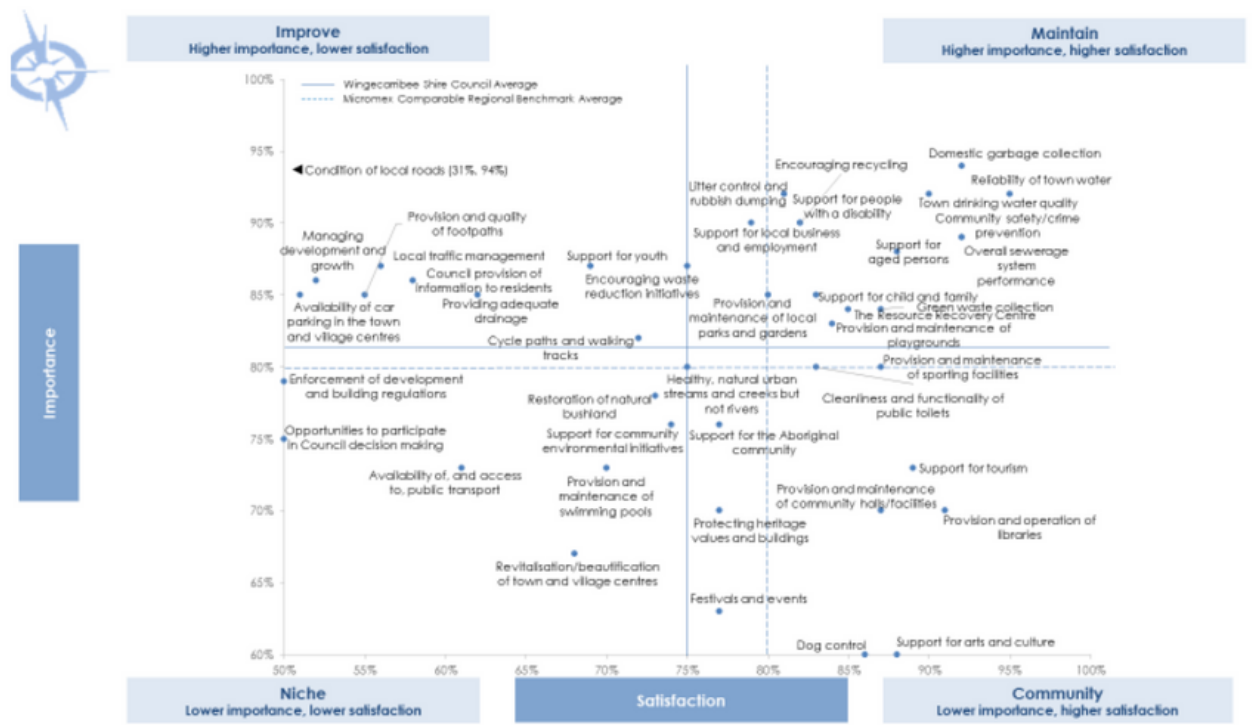 Improve
Higher importance, lower satisfaction
Maintain
Higher importance, higher satisfaction
100%
Wingecarribee Shire Council Average
Micromex Comparable Regional Benchmark Average
95%
Condition of local roads (31%, 94%)
Encouraging recycling
Domestic garbage collection
Litter control and
rubbish dumping
Support for people
with a disability
Reliability of town water
90%
Provision and quality
of footpaths
Town drinking water quality
Community safety/crime
prevention
Managing
development and
growth
Local traffic management
Support for youth
Support for local business
and employment
Support for
aged persons
Overall sewerage
system
performance
Council provision of
information to residents
Encouraging waste
reduction initiatives
85%
Availability of car
parking in the town
and village centres
Providing adequate
drainage
Provision and
maintenance of local
parks and gardens
Support for child and family
Green waste collection
The Resource Recovery Centre
Provision and maintenance of
playgrounds
Cycle paths and walking
tracks
80%
Enforcement of development
and building regulations
Healthy, natural urban
streams and creeks but
not rivers
Provision and maintenance
of sporting facilities
Restoration of natural
bushland
Cleanliness and functionality of
public toilets
75%
Opportunities to participate
in Council decision making
Support for community
environmental initiatives
Support for the Aboriginal
community
Availability of, and access
to, public transport
Provision and
maintenance of
swimming pools
Support for tourism
Provision and maintenance
of community halls/facilities
70%
Protecting heritage
values and buildings
Provision and operation of
libraries
Revitalisation/beautification
of town and village centres
65%
Festivals and events
Dog control
Support for arts and culture
60%
50%
55%
60%
65%
70%
75%
80%
85%
90%
95%
100%
Importance
Niche
Lower importance, lower satisfaction
Satisfaction
Community
Lower importance, higher satisfaction